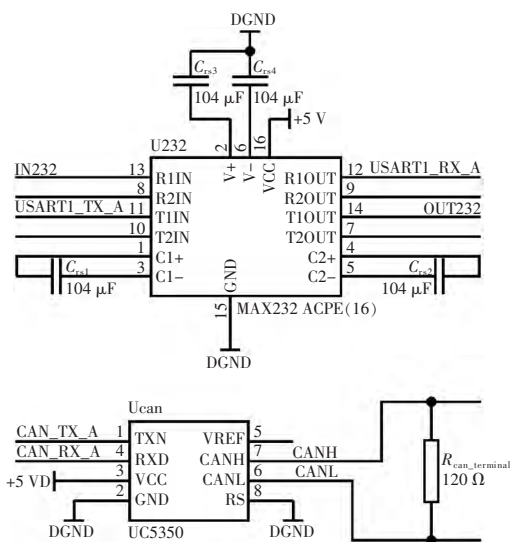 DGND
Crs3
Crs4
104 μF 104 μF
+5 V
U232
2 6 16
V+ V− VCC
IN232 13 R1IN R1OUT 12 USART1_RX_A
8 R2IN R2OUT 9
USART1_TX_A 11 T1IN T1OUT 14 OUT232
10 T2IN T2OUT 7
1 C1+ C2+ 4
Crs1 3 C1− C2− 5 Crs2
104 μF GND 104 μF
15 MAX232 ACPE(16)
DGND
Ucan
CAN_TX_A 1 TXN VREF 5
CAN_RX_A 4 RXD CANH 7 CANH
+5 VD 3 VCC CANL 6 CANL
2 GND RS 8
Rcan_terminal
120 Ω
DGND UC5350 DGND